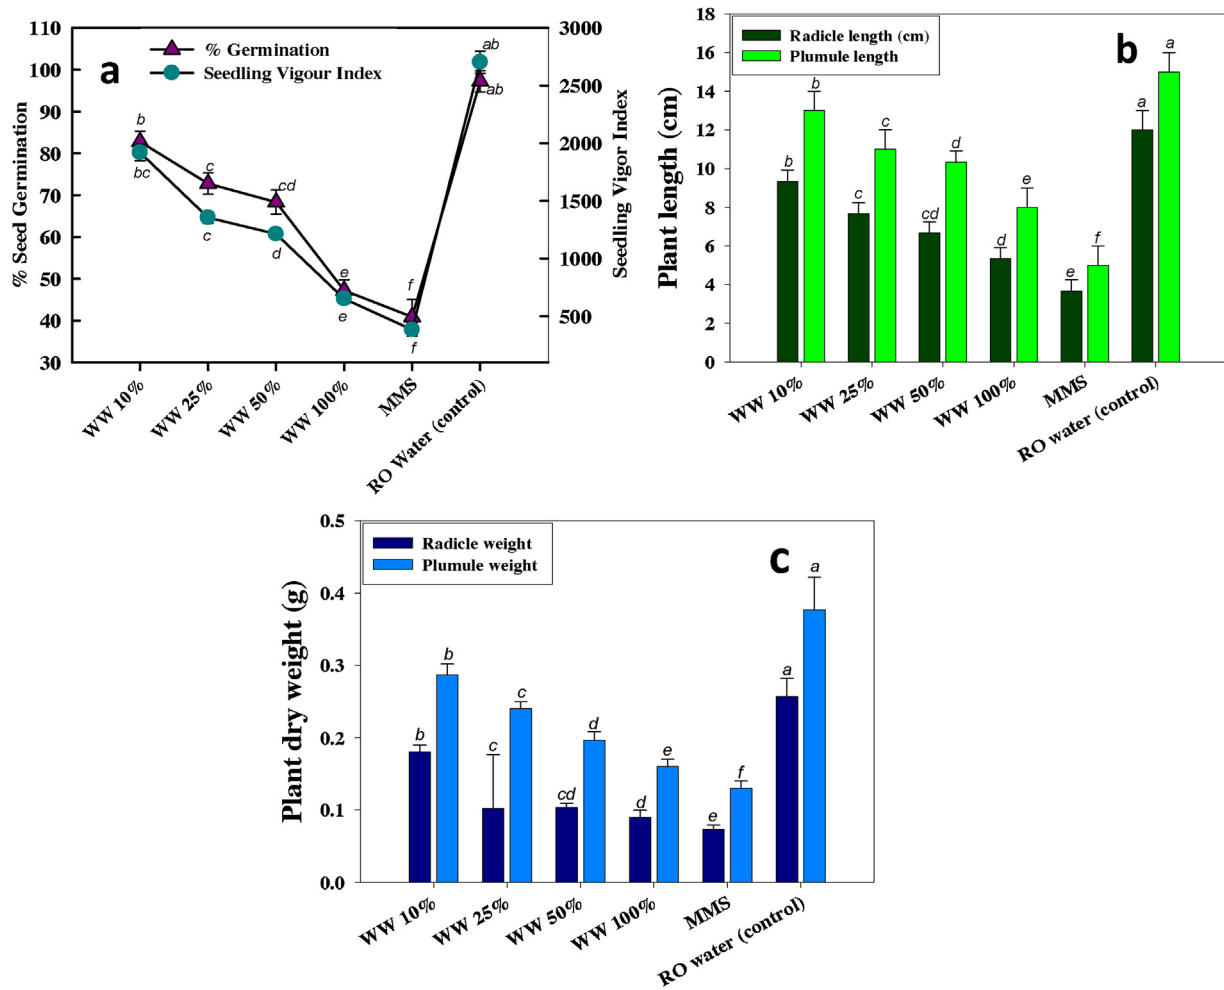 a
% Germination
Seedling Vigour Index
% Seed Germination
110
100
90
80
70
60
50
40
30
Seedling Vigor Index
3000
2500
2000
1500
1000
500
b
bc
c
c
cd
d
e
e
f
f
ab
ab
WW 10%
WW 25%
WW 50%
WW 100%
MMS
RO Water (control)
b
Radicle length (cm)
Plumule length
Plant length (cm)
18
16
14
12
10
8
6
4
2
0
b
b
c
c
cd
d
d
e
e
f
a
a
WW 10%
WW 25%
WW 50%
WW 100%
MMS
RO water (control)
c
Radicle weight
Plumule weight
Plant dry weight (g)
0.5
0.4
0.3
0.2
0.1
0.0
b
b
c
c
cd
d
d
e
e
f
a
a
WW 10%
WW 25%
WW 50%
WW 100%
MMS
RO water (control)